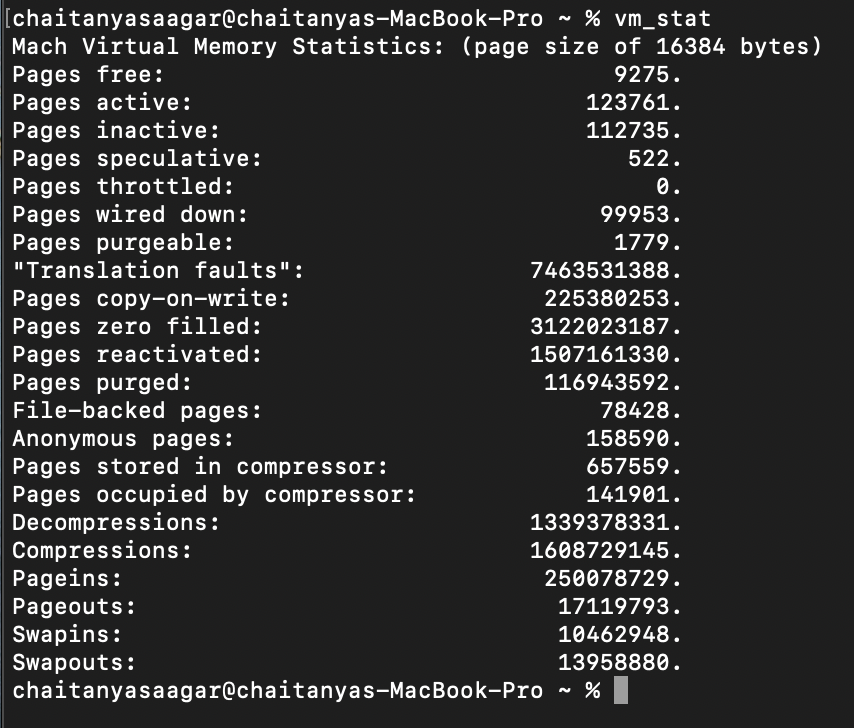 [chaitanyasaagar@chaitanyas-MacBook-Pro ~ % vm_stat
Mach Virtual Memory Statistics: (page size of 16384 bytes)
Pages free:                                9275.
Pages active:                            123761.
Pages inactive:                          112735.
Pages speculative:                          522.
Pages throttled:                              0.
Pages wired down:                         99953.
Pages purgeable:                           1779.
"Translation faults":                7463531388.
Pages copy-on-write:                  225380253.
Pages zero filled:                   3122023187.
Pages reactivated:                   1507161330.
Pages purged:                         116943592.
File-backed pages:                        78428.
Anonymous pages:                         158590.
Pages stored in compressor:              657559.
Pages occupied by compressor:            141901.
Decompressions:                      1339378331.
Compressions:                        1608729145.
Pageins:                              250078729.
Pageouts:                              17119793.
Swapins:                               10462948.
Swapouts:                              13958880.
chaitanyasaagar@chaitanyas-MacBook-Pro ~ %